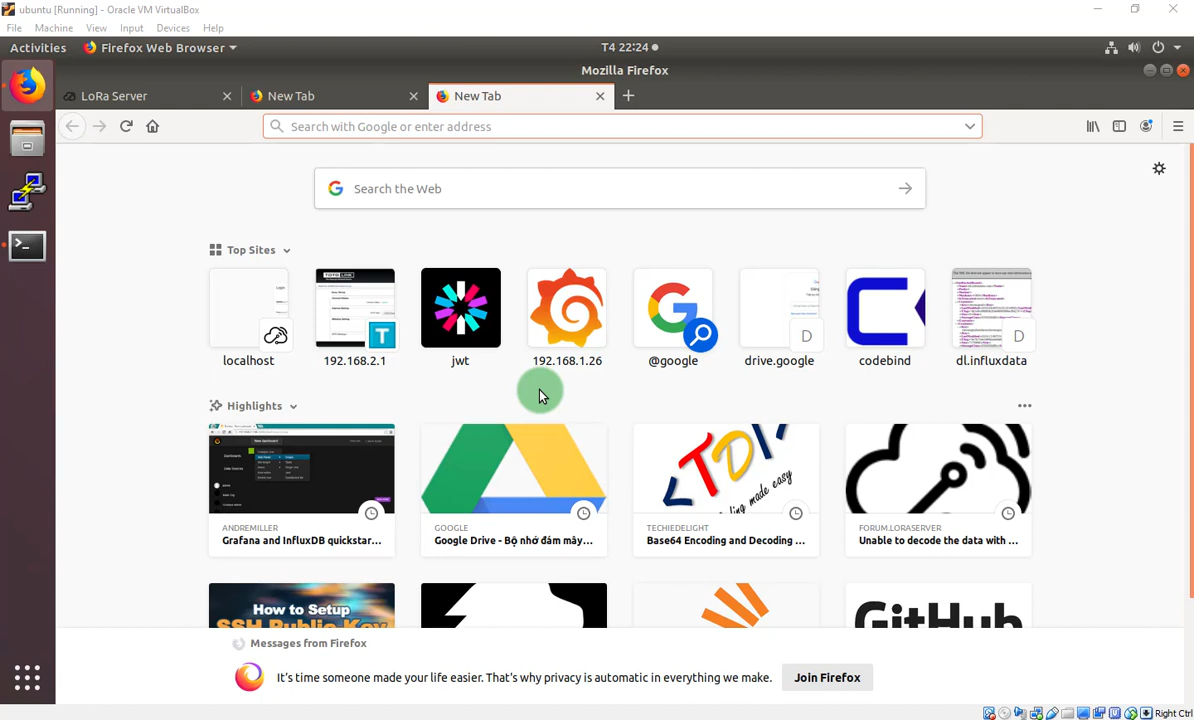 ubuntu [Running] - Oracle VM VirtualBox
File Machine View Input Devices Help
Activities Firefox Web Browser T4 22:24
Mozilla Firefox
LoRa Server New Tab New Tab
Search with Google or enter address
Search the Web
Top Sites
localhost 192.168.2.1 jwt 192.168.1.26 @google drive.google codebind dl.influxdata
Highlights
ANDREMILLER
Grafana and InfluxDB quickstar...
GOOGLE
Google Drive - Bộ nhớ đám mây...
TECHIEDELIGHT
Base64 Encoding and Decoding ...
FORUM.LORASERVER
Unable to decode the data with ...
How to Setup
SSH Public Key
GitHub
Messages from Firefox
It's time someone made your life easier. That's why privacy is automatic in everything we make.
Join Firefox
Right Ctrl